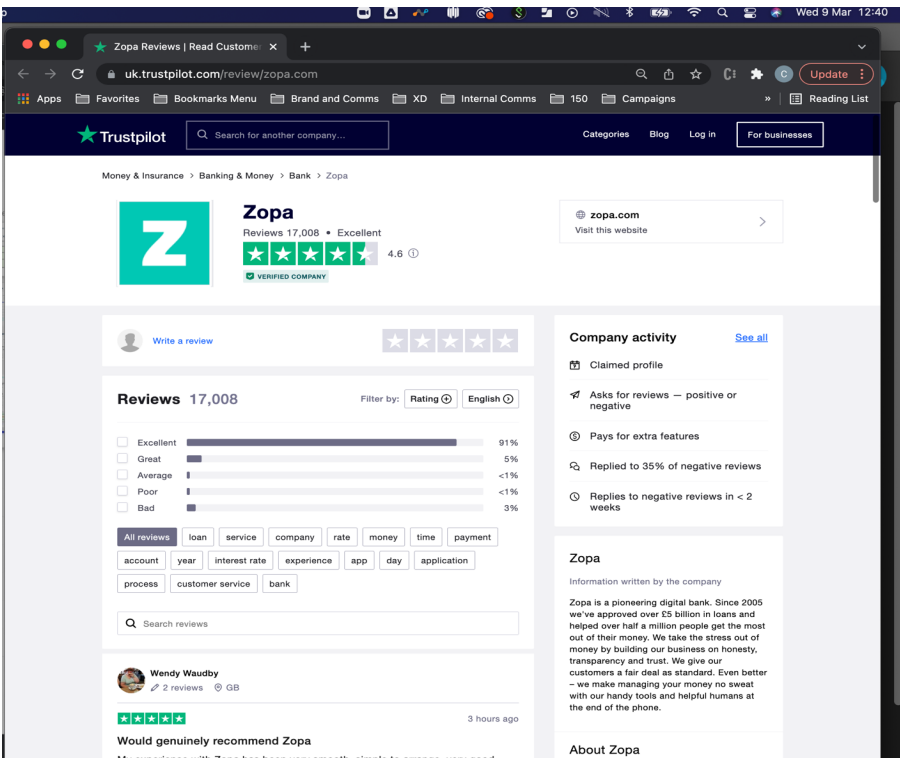 Wed 9 Mar 12:40
Zopa Reviews | Read Custome
uk.trustpilot.com/review/zopa.com
C
Update
Apps
Favorites
Bookmarks Menu
Brand and Comms
XD
Internal Comms
150
Campaigns
»
Reading List
Trustpilot
Search for another company...
Categories
Blog
Log in
For businesses
Money & Insurance > Banking & Money > Bank > Zopa
Z
Zopa
Reviews 17,008 • Excellent
4.6
VERIFIED COMPANY
zopa.com
Visit this website
Write a review
Reviews 17,008
Filter by:
Rating
English
Excellent 91%
Great 5%
Average <1%
Poor <1%
Bad 3%
All reviews loan service company rate money time payment
account year interest rate experience app day application
process customer service bank
Search reviews
Wendy Waudby
2 reviews GB
3 hours ago
Would genuinely recommend Zopa
Company activity
See all
Claimed profile
Asks for reviews — positive or
negative
Pays for extra features
Replied to 35% of negative reviews
Replies to negative reviews in < 2
weeks
Zopa
Information written by the company
Zopa is a pioneering digital bank. Since 2005
we've approved over £5 billion in loans and
helped over half a million people get the most
out of their money. We take the stress out of
money by building our business on honesty,
transparency and trust. We give our
customers a fair deal as standard. Even better
– we make managing your money no sweat
with our handy tools and helpful humans at
the end of the phone.
About Zopa